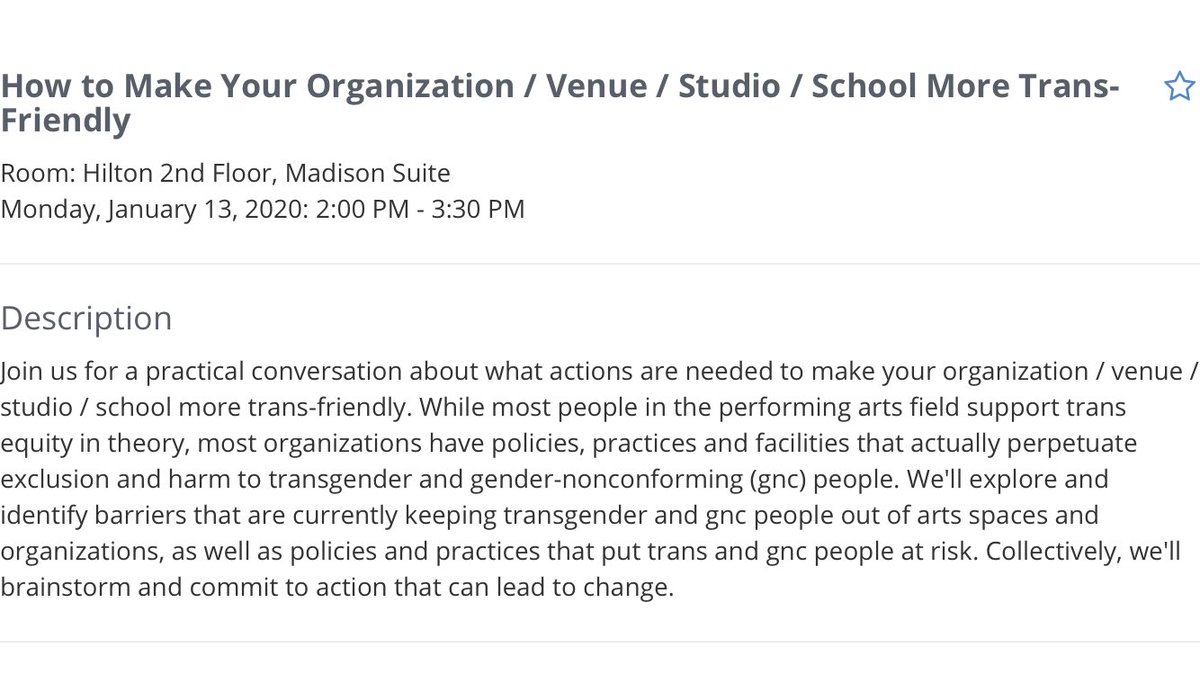 How to Make Your Organization / Venue / Studio / School More Trans-
Friendly
Room: Hilton 2nd Floor, Madison Suite
Monday, January 13, 2020: 2:00 PM - 3:30 PM
Description
Join us for a practical conversation about what actions are needed to make your organization / venue /
studio / school more trans-friendly. While most people in the performing arts field support trans
equity in theory, most organizations have policies, practices and facilities that actually perpetuate
exclusion and harm to transgender and gender-nonconforming (gnc) people. We'll explore and
identify barriers that are currently keeping transgender and gnc people out of arts spaces and
organizations, as well as policies and practices that put trans and gnc people at risk. Collectively, we'll
brainstorm and commit to action that can lead to change.